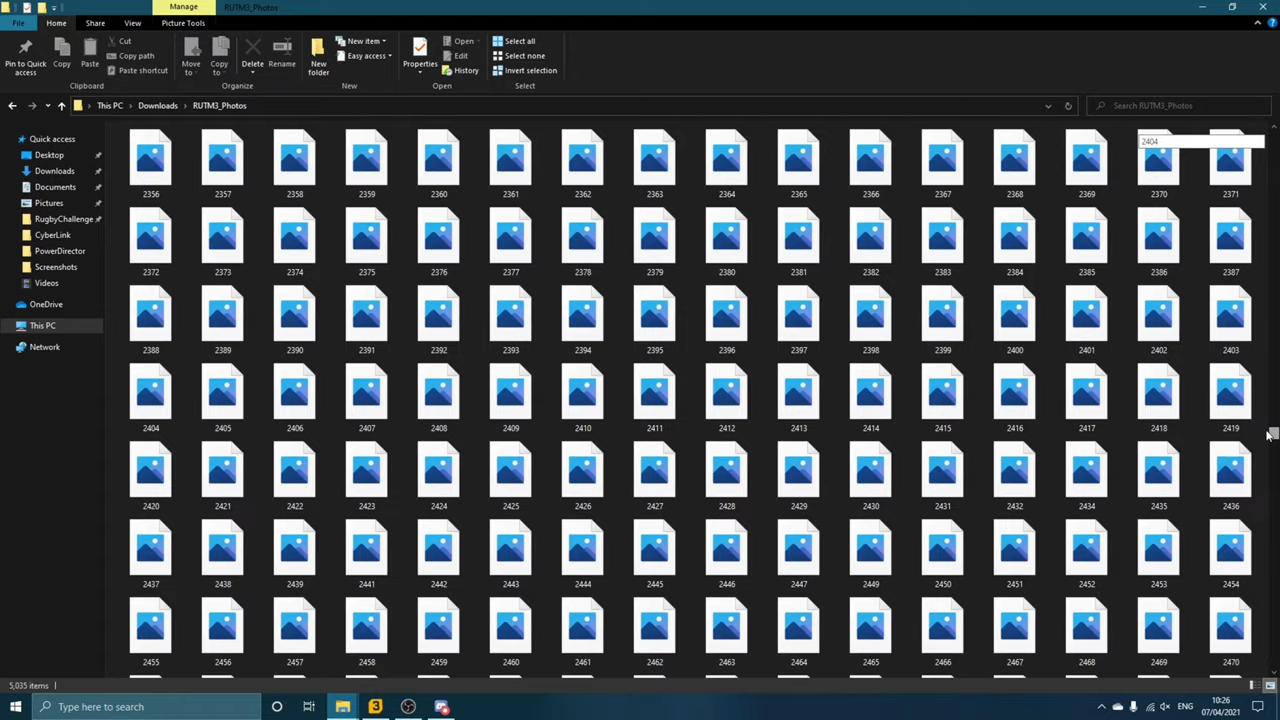 Manage
RUTM3_Photos
File
Home
Share
View
Picture Tools
Pin to Quick access
Copy
Paste
Cut
Copy path
Paste shortcut
Clipboard
Move to
Copy to
Delete
Rename
Organize
New folder
New item
Easy access
New
Properties
Open
Edit
History
Open
Select all
Select none
Invert selection
Select
This PC
Downloads
RUTM3_Photos
Search RUTM3_Photos
Quick access
Desktop
Downloads
Documents
Pictures
RugbyChallenge
CyberLink
PowerDirector
Screenshots
Videos
OneDrive
This PC
Network
2404
2356 2357 2358 2359 2360 2361 2362 2363 2364 2365 2366 2367 2368 2369 2370 2371
2372 2373 2374 2375 2376 2377 2378 2379 2380 2381 2382 2383 2384 2385 2386 2387
2388 2389 2390 2391 2392 2393 2394 2395 2396 2397 2398 2399 2400 2401 2402 2403
2404 2405 2406 2407 2408 2409 2410 2411 2412 2413 2414 2415 2416 2417 2418 2419
2420 2421 2422 2423 2424 2425 2426 2427 2428 2429 2430 2431 2432 2434 2435 2436
2437 2438 2439 2441 2442 2443 2444 2445 2446 2447 2449 2450 2451 2452 2453 2454
2455 2456 2457 2458 2459 2460 2461 2462 2463 2464 2465 2466 2467 2468 2469 2470
5,035 items
Type here to search
3
ENG
10:26
07/04/2021